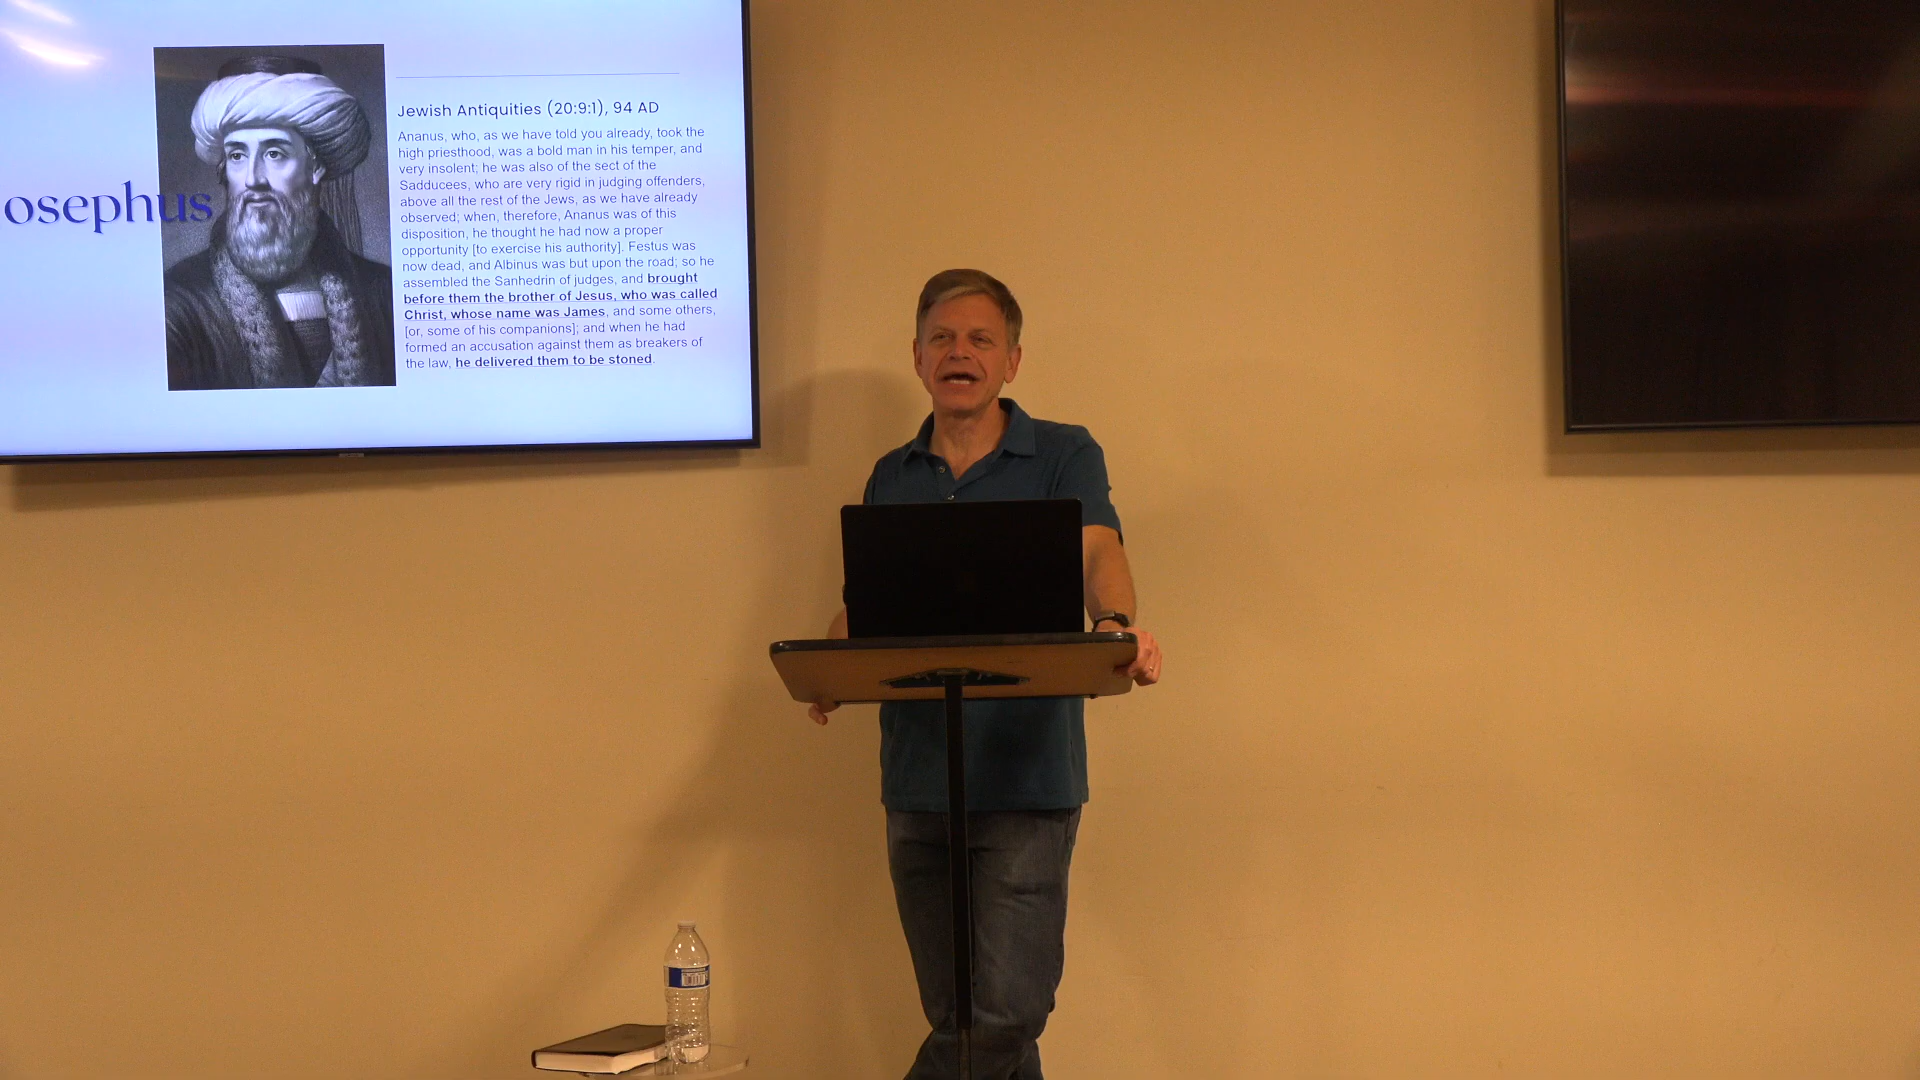 osephus
Jewish Antiquities (20:9:1), 94 AD
Ananus, who, as we have told you already, took the
high priesthood, was a bold man in his temper, and
very insolent; he was also of the sect of the
Sadducees, who are very rigid in judging offenders,
above all the rest of the Jews, as we have already
observed; when, therefore, Ananus was of this
disposition, he thought he had now a proper
opportunity [to exercise his authority]. Festus was
now dead, and Albinus was but upon the road; so he
assembled the Sanhedrin of judges, and brought
before them the brother of Jesus, who was called
Christ, whose name was James, and some others,
[or, some of his companions]; and when he had
formed an accusation against them as breakers of
the law, he delivered them to be stoned.